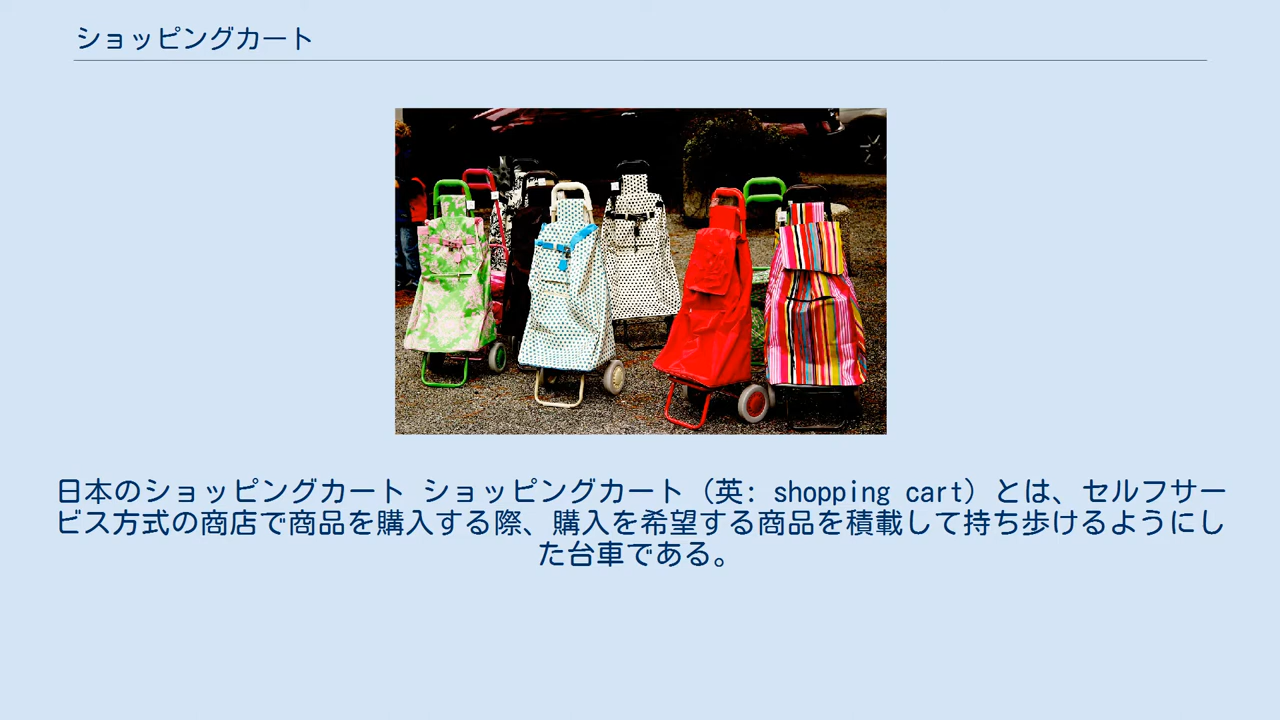 ショッピングカート
日本のショッピングカート ショッピングカート（英: shopping cart）とは、セルフサー
ビス方式の商店で商品を購入する際、購入を希望する商品を積載して持ち歩けるようにし
た台車である。